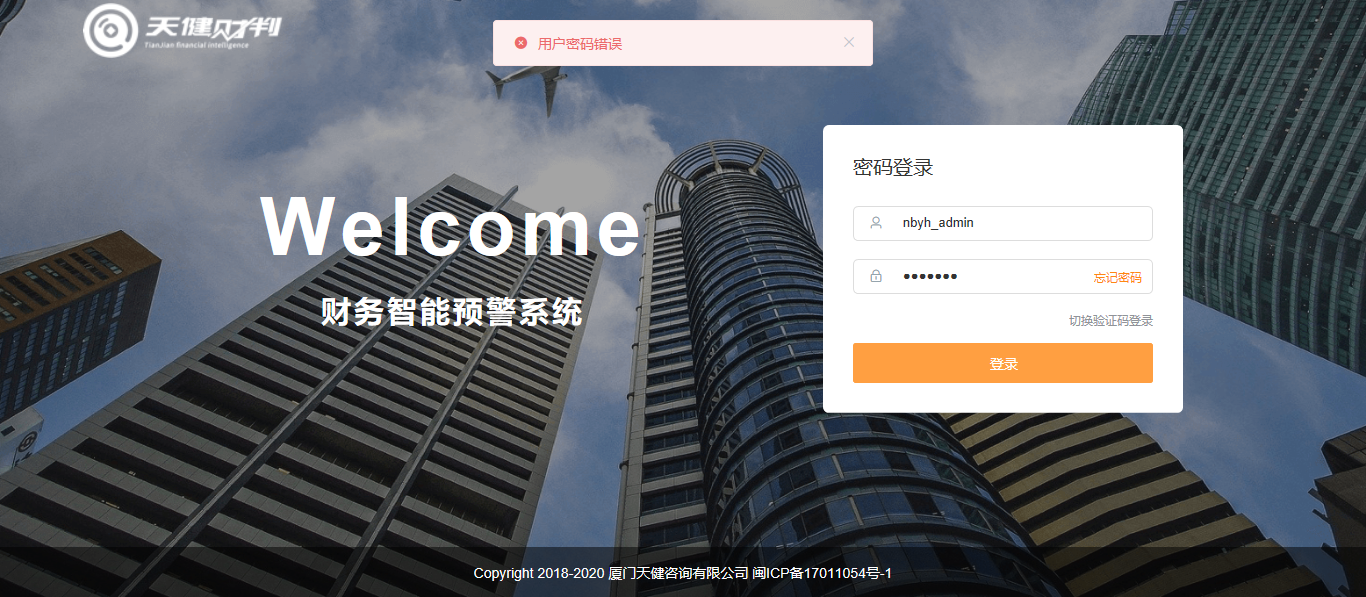 天健财判
TianJian financial intelligence
用户密码错误
密码登录
Welcome
nbyh_admin
财务智能预警系统
•••••••
忘记密码
切换验证码登录
登录
Copyright 2018-2020 厦门天健咨询有限公司 闽ICP备17011054号-1